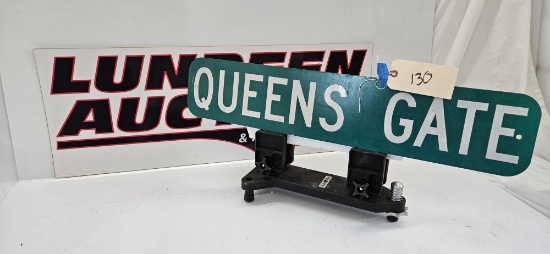 LUNDEEN
AUC
&
QUEENS GATE
130